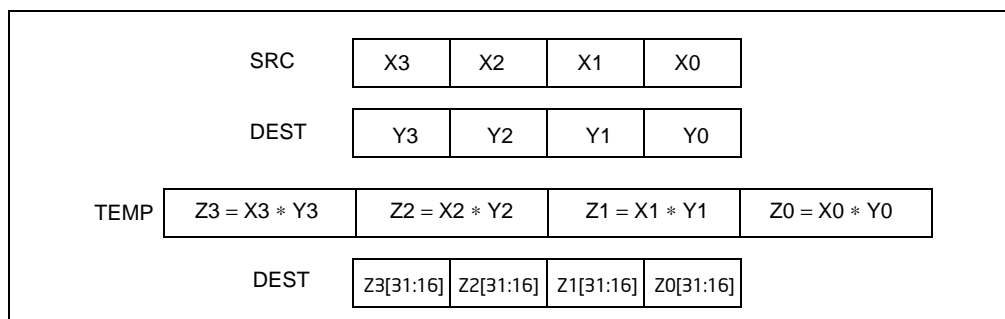 SRC X3 X2 X1 X0
DEST Y3 Y2 Y1 Y0
TEMP Z3 = X3 ∗ Y3 Z2 = X2 ∗ Y2 Z1 = X1 ∗ Y1 Z0 = X0 ∗ Y0
DEST Z3[31:16] Z2[31:16] Z1[31:16] Z0[31:16]